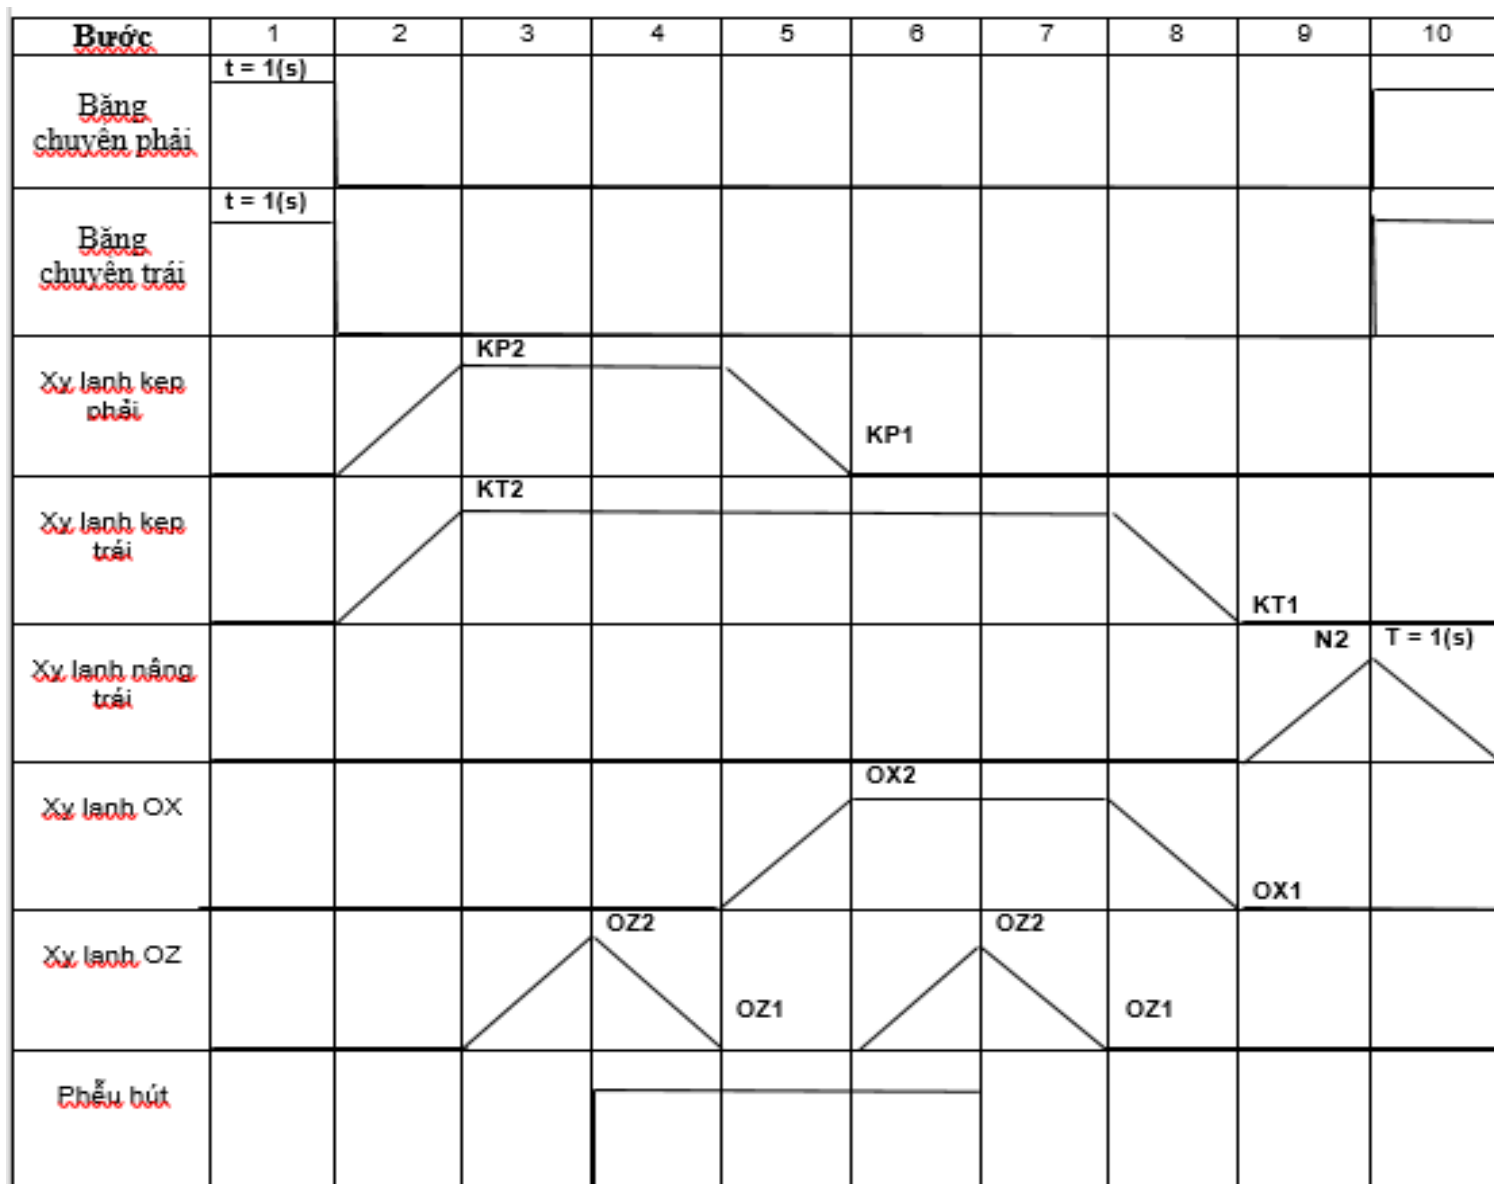 Bước 1 2 3 4 5 6 7 8 9 10
t = 1(s)
Băng
chuyền phải
t = 1(s)
Băng
chuyền trái
KP2
Xy lanh kẹp
phải
KP1
KT2
Xy lanh kẹp
trái
KT1
N2 T = 1(s)
Xy lanh nâng
trái
OX2
Xy lanh OX
OX1
OZ2 OZ2
Xy lanh OZ
OZ1 OZ1
Phễu hút